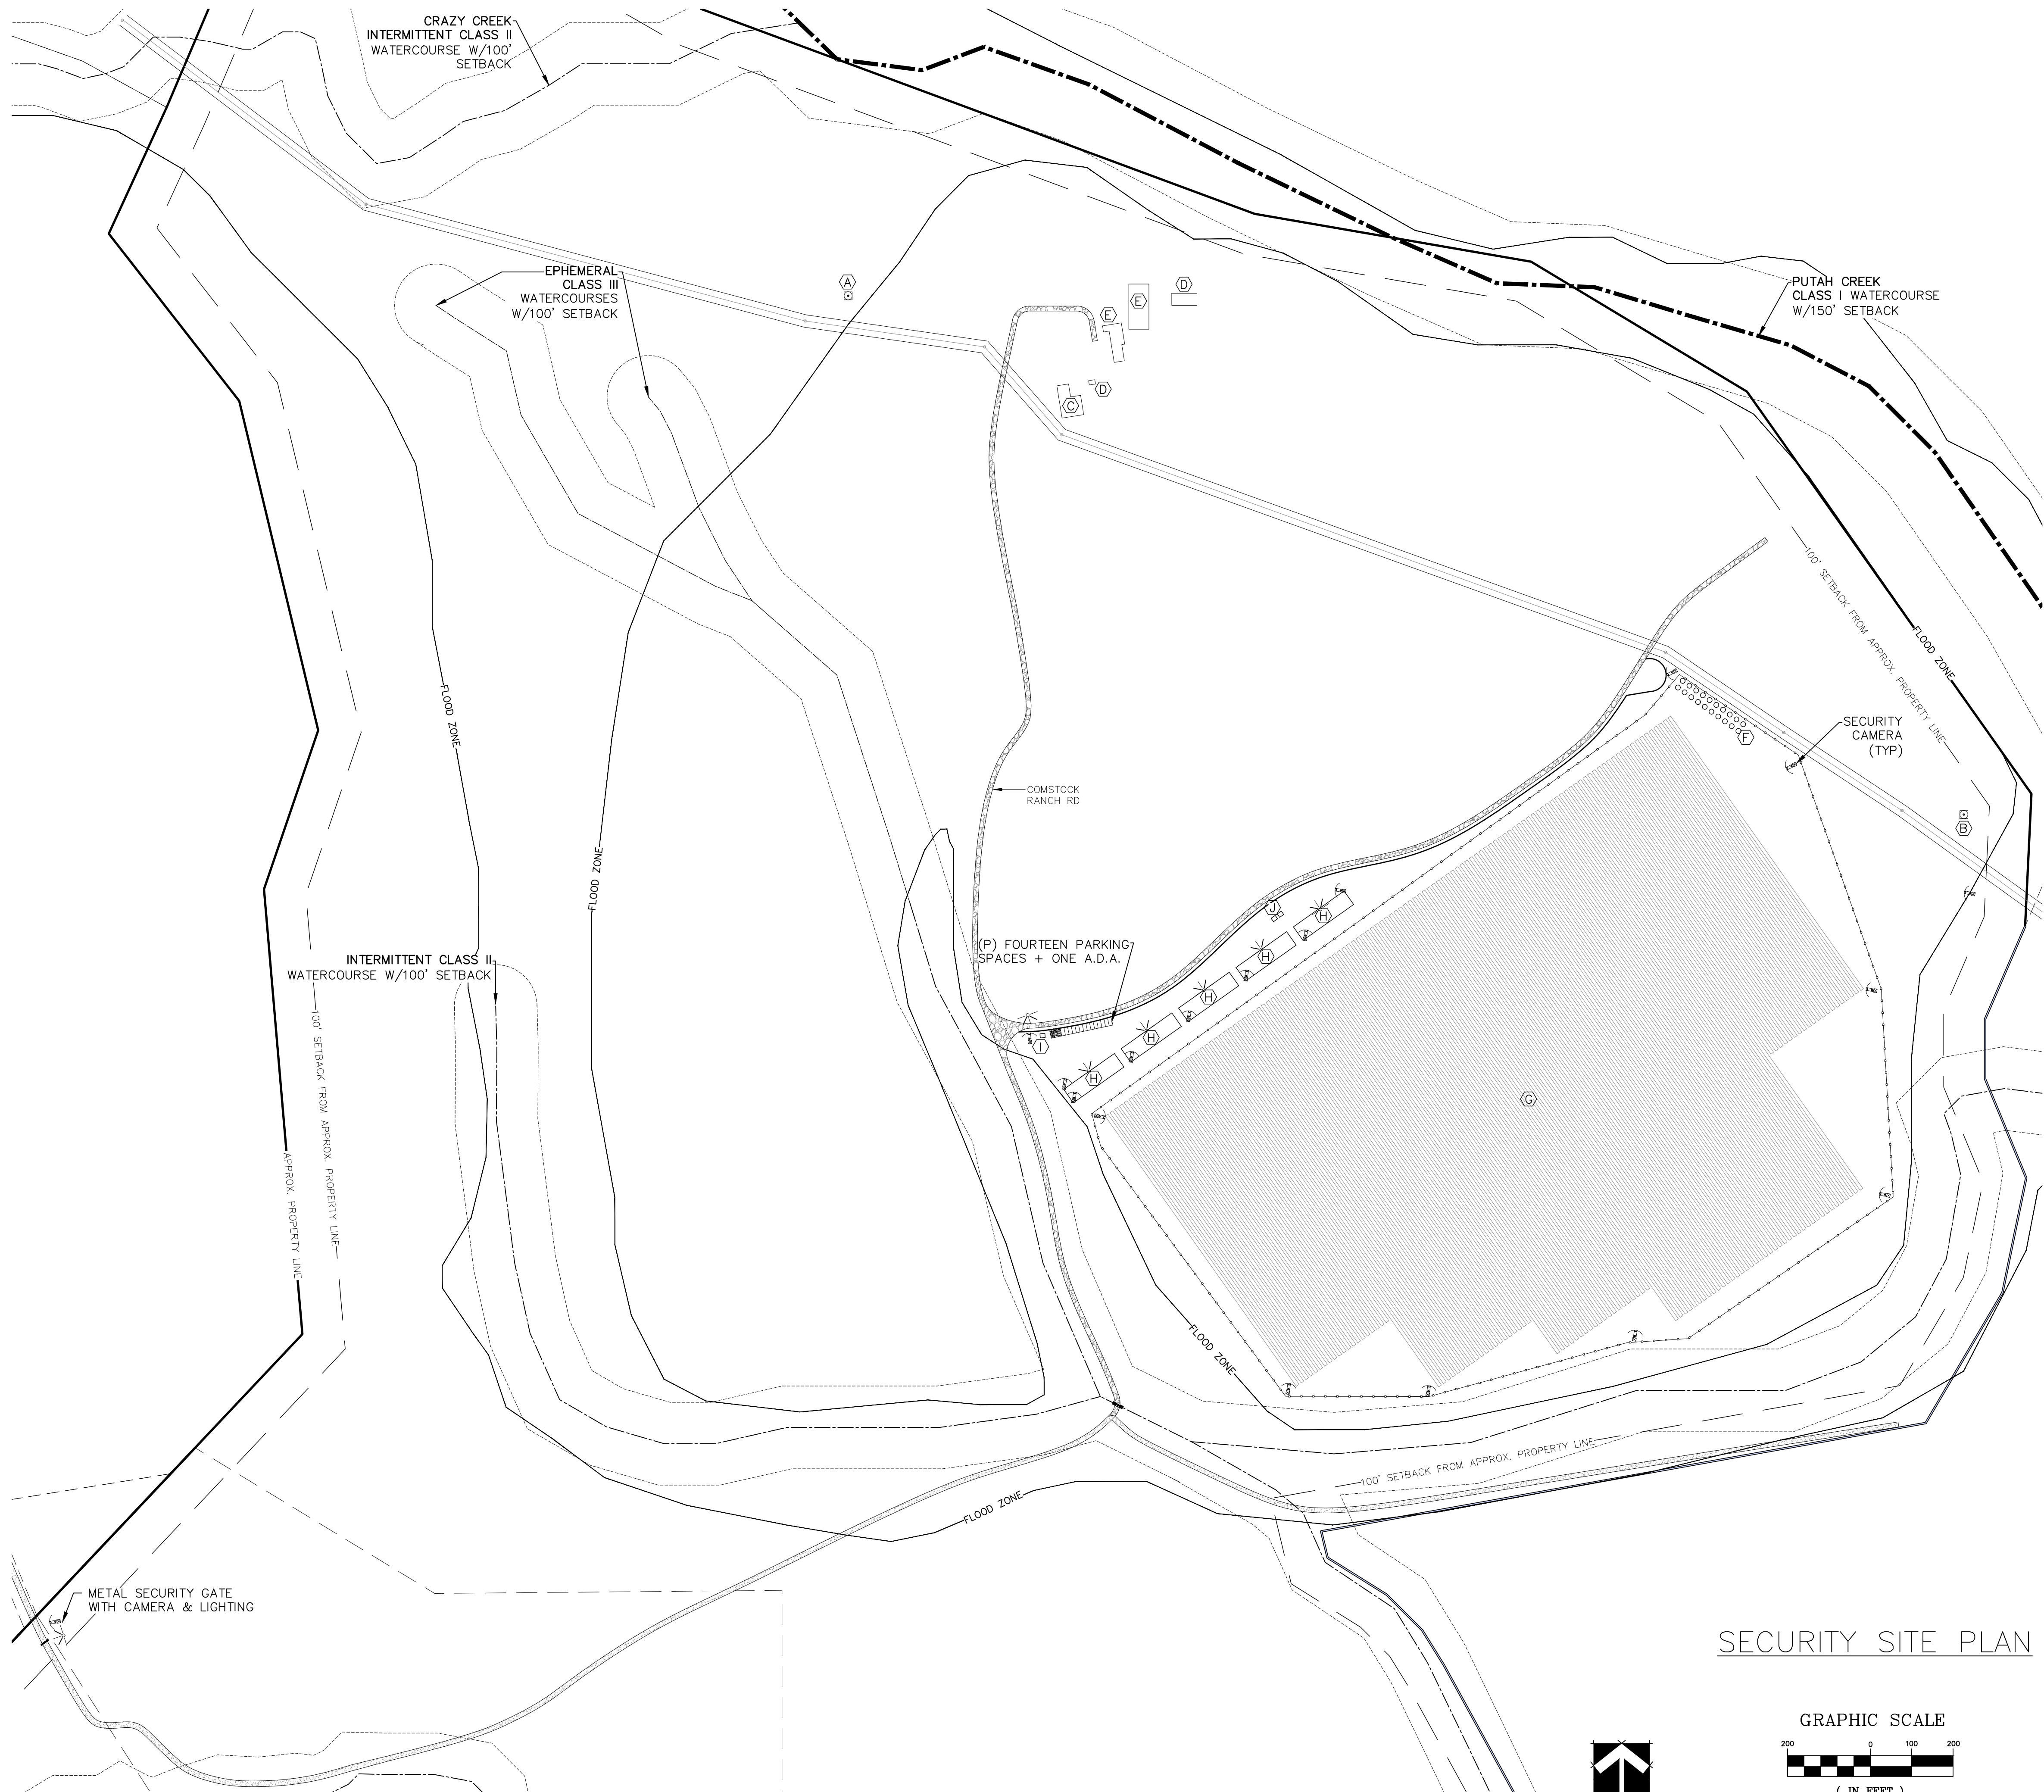 CRAZY CREEK
INTERMITTENT CLASS II
WATERCOURSE W/100'
SETBACK
EPHEMERAL
CLASS III
WATERCOURSES
W/100' SETBACK
A
E
E
D
D
C
PUTAH CREEK
CLASS I WATERCOURSE
W/150' SETBACK
100' SETBACK FROM APPROX. PROPERTY LINE
FLOOD ZONE
FLOOD ZONE
SECURITY
CAMERA
(TYP)
F
B
COMSTOCK
RANCH RD
FLOOD ZONE
J
H
(P) FOURTEEN PARKING
SPACES + ONE A.D.A.
H
H
H
H
I
INTERMITTENT CLASS II
WATERCOURSE W/100' SETBACK
100' SETBACK FROM APPROX. PROPERTY LINE
APPROX. PROPERTY LINE
G
FLOOD ZONE
100' SETBACK FROM APPROX. PROPERTY LINE
FLOOD ZONE
METAL SECURITY GATE
WITH CAMERA & LIGHTING
SECURITY SITE PLAN
GRAPHIC SCALE
200 0 100 200
( IN FEET )